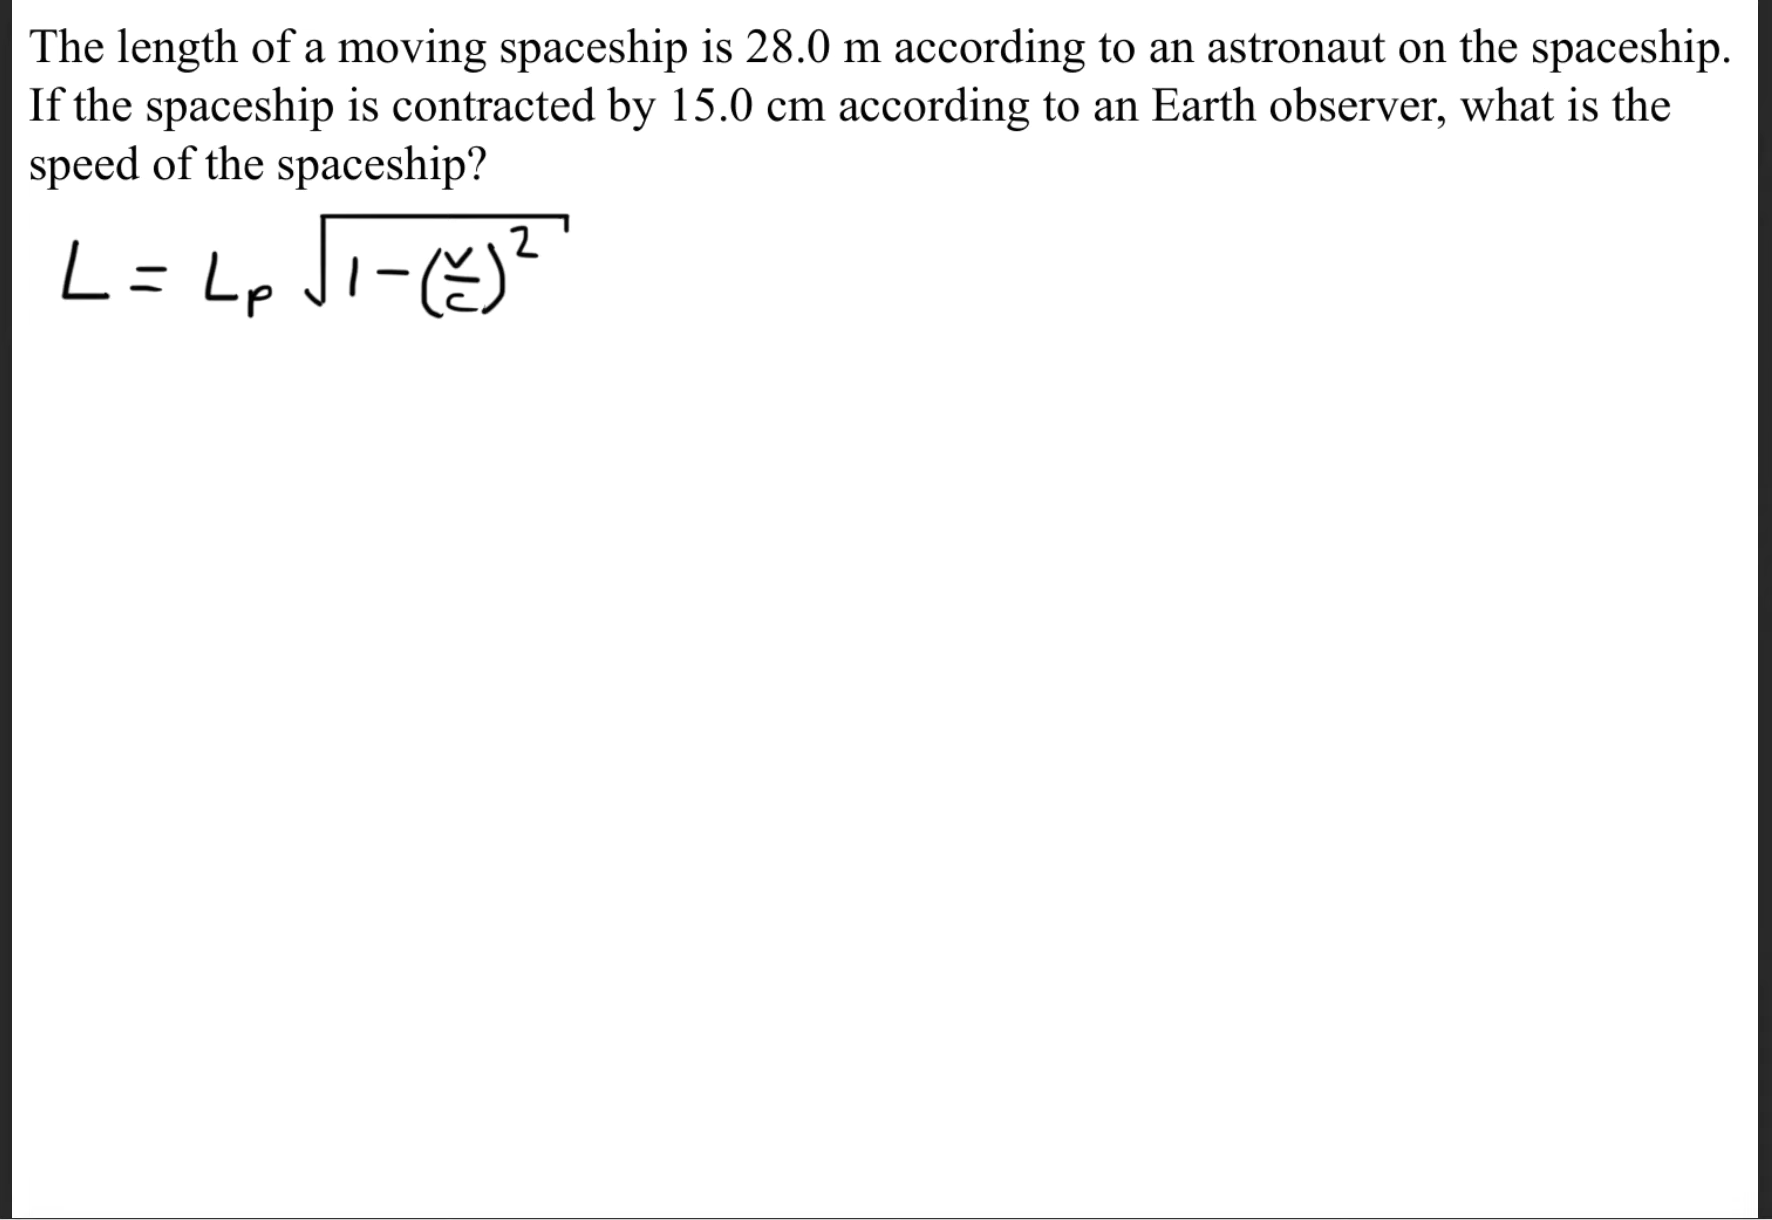 The length of a moving spaceship is 28.0 m according to an astronaut on the spaceship.
If the spaceship is contracted by 15.0 cm according to an Earth observer, what is the
speed of the spaceship?
L = Lₚ √1-(v/c)²